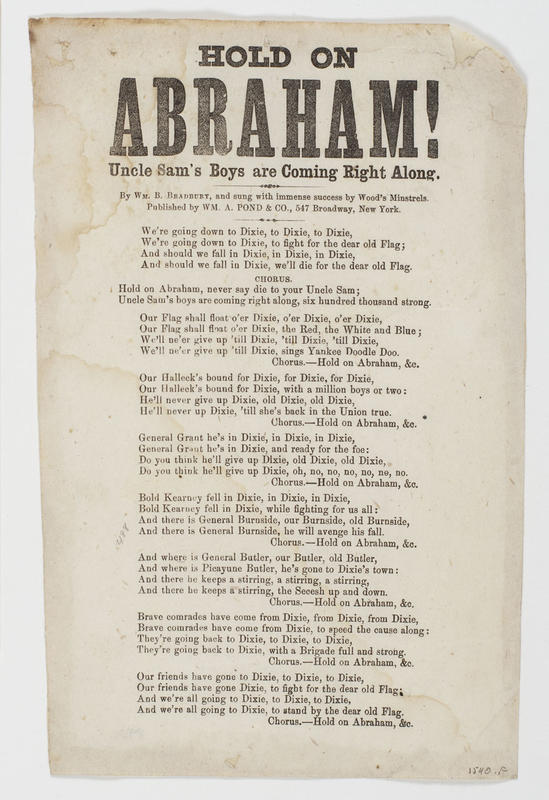 HOLD ON
ABRAHAM!
Uncle Sam's Boys are Coming Right Along.
By WM. B. BRADBURY, and sung with immense success by Wood's Minstrels.
Published by WM. A. POND & CO., 547 Broadway, New York.
We're going down to Dixie, to Dixie, to Dixie,
We're going down to Dixie, to fight for the dear old Flag;
And should we fall in Dixie, in Dixie, in Dixie,
And should we fall in Dixie, we'll die for the dear old Flag.
CHORUS.
Hold on Abraham, never say die to your Uncle Sam;
Uncle Sam's boys are coming right along, six hundred thousand strong.
Our Flag shall float o'er Dixie, o'er Dixie, o'er Dixie,
Our Flag shall float o'er Dixie, the Red, the White and Blue;
We'll ne'er give up 'till Dixie, 'till Dixie, 'till Dixie,
We'll ne'er give up 'till Dixie, sings Yankee Doodle Doo.
Chorus.—Hold on Abraham, &c.
Our Halleck's bound for Dixie, for Dixie, for Dixie,
Our Halleck's bound for Dixie, with a million boys or two:
He'll never give up Dixie, old Dixie, old Dixie,
He'll never up Dixie, 'till she's back in the Union true.
Chorus.—Hold on Abraham, &c.
General Grant he's in Dixie, in Dixie, in Dixie,
General Grant he's in Dixie, and ready for the foe:
Do you think he'll give up Dixie, old Dixie, old Dixie,
Do you think he'll give up Dixie, oh, no, no, no, no, no, no.
Chorus.—Hold on Abraham, &c.
Bold Kearney fell in Dixie, in Dixie, in Dixie,
Bold Kearney fell in Dixie, while fighting for us all:
And there is General Burnside, our Burnside, old Burnside,
And there is General Burnside, he will avenge his fall.
Chorus.—Hold on Abraham, &c.
And where is General Butler, our Butler, old Butler,
And where is Picayune Butler, he's gone to Dixie's town:
And there he keeps a stirring, a stirring, a stirring,
And there he keeps a stirring, the Secesh up and down.
Chorus.—Hold on Abraham, &c.
Brave comrades have come from Dixie, from Dixie, from Dixie,
Brave comrades have come from Dixie, to speed the cause along:
They're going back to Dixie, to Dixie, to Dixie,
They're going back to Dixie, with a Brigade full and strong.
Chorus.—Hold on Abraham, &c.
Our friends have gone to Dixie, to Dixie, to Dixie,
Our friends have gone Dixie, to fight for the dear old Flag;
And we're all going to Dixie, to Dixie, to Dixie,
And we're all going to Dixie, to stand by the dear old Flag.
Chorus.—Hold on Abraham, &c.
1540.F